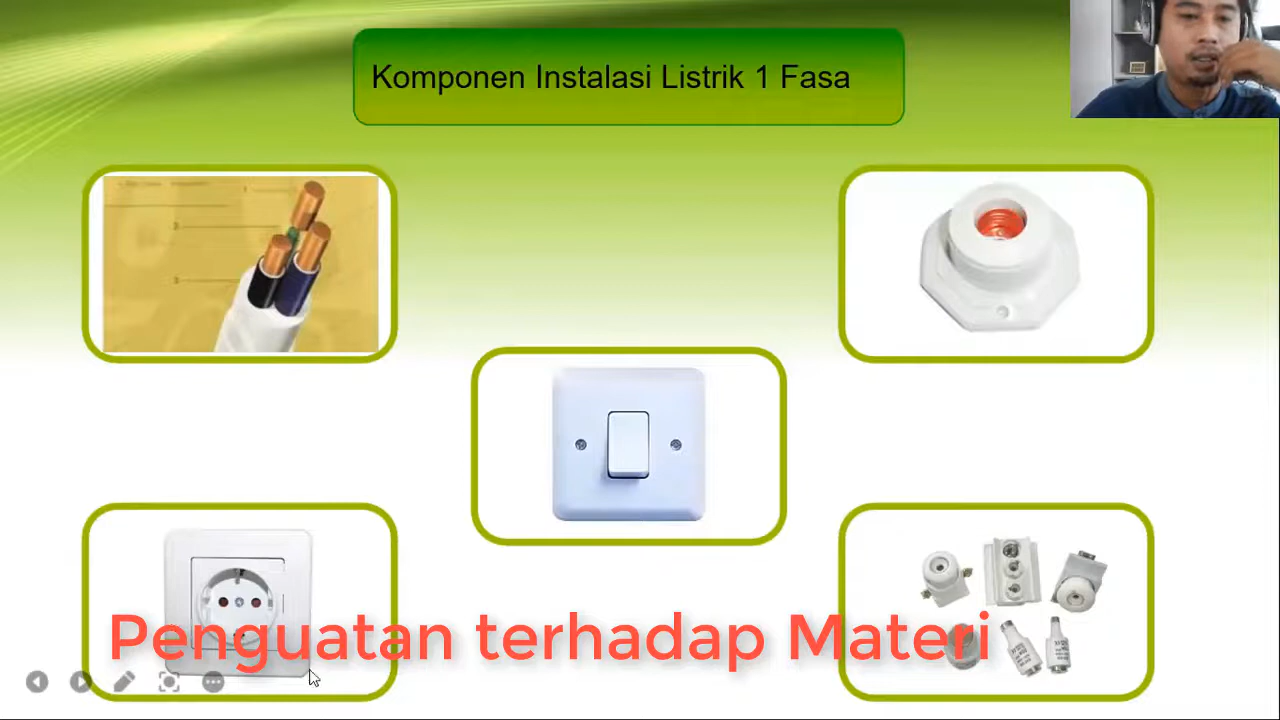 Komponen Instalasi Listrik 1 Fasa
Penguatan terhadap Materi